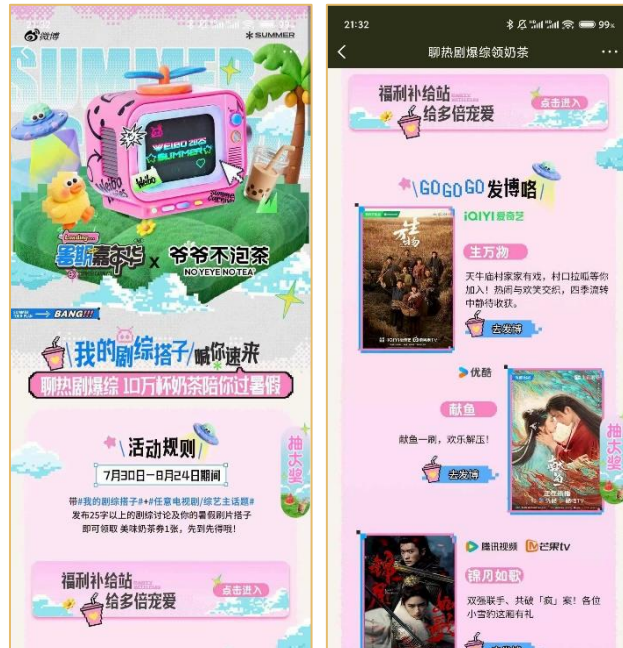 微博
SUMMER
SUMMER
WEIBO 2025
SUMMER
Weibo
Weibo
Loading...
暑期嘉年华 x 爷爷不泡茶
NO YEYE NO TEA
BANG!!!
我的剧综搭子/喊你速来
聊热剧爆综 10万杯奶茶陪你过暑假
活动规则
7月30日-8月24日期间
带#我的剧综搭子#+#任意电视剧/综艺主话题#
发布25字以上的剧综讨论及你的暑假刷片搭子
即可领取 美味奶茶券1张，先到先得哦！
抽大奖
福利补给站
给多倍宠爱
点击进入
21:32
99%
聊热剧爆综领奶茶
福利补给站
给多倍宠爱
点击进入
GOGOGO发博咯
iQIYI 爱奇艺
生万物
天牛庙村家家有戏，村口拉呱等你
加入！热闹与欢笑交织，四季流转
中静待收获。
去发博
优酷
献鱼
献鱼一刷，欢乐解压！
去发博
抽大奖
腾讯视频 芒果tv
锦月如歌
双强联手、共破「疯」案！各位
小雪豹这厢有礼